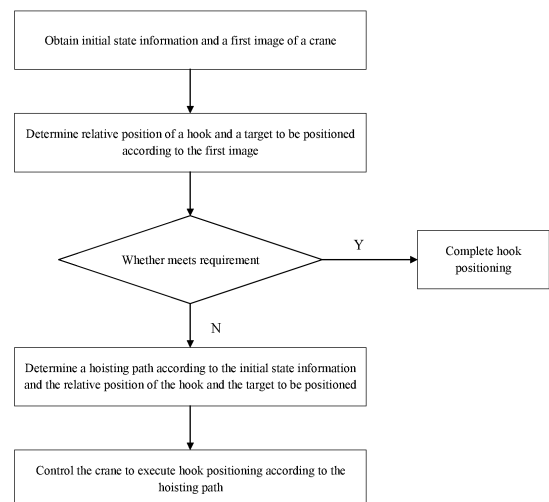 Obtain initial state information and a first image of a crane
Determine relative position of a hook and a target to be positioned
according to the first image
Whether meets requirement
Y
Complete hook
positioning
N
Determine a hoisting path according to the initial state information
and the relative position of the hook and the target to be positioned
Control the crane to execute hook positioning according to the
hoisting path